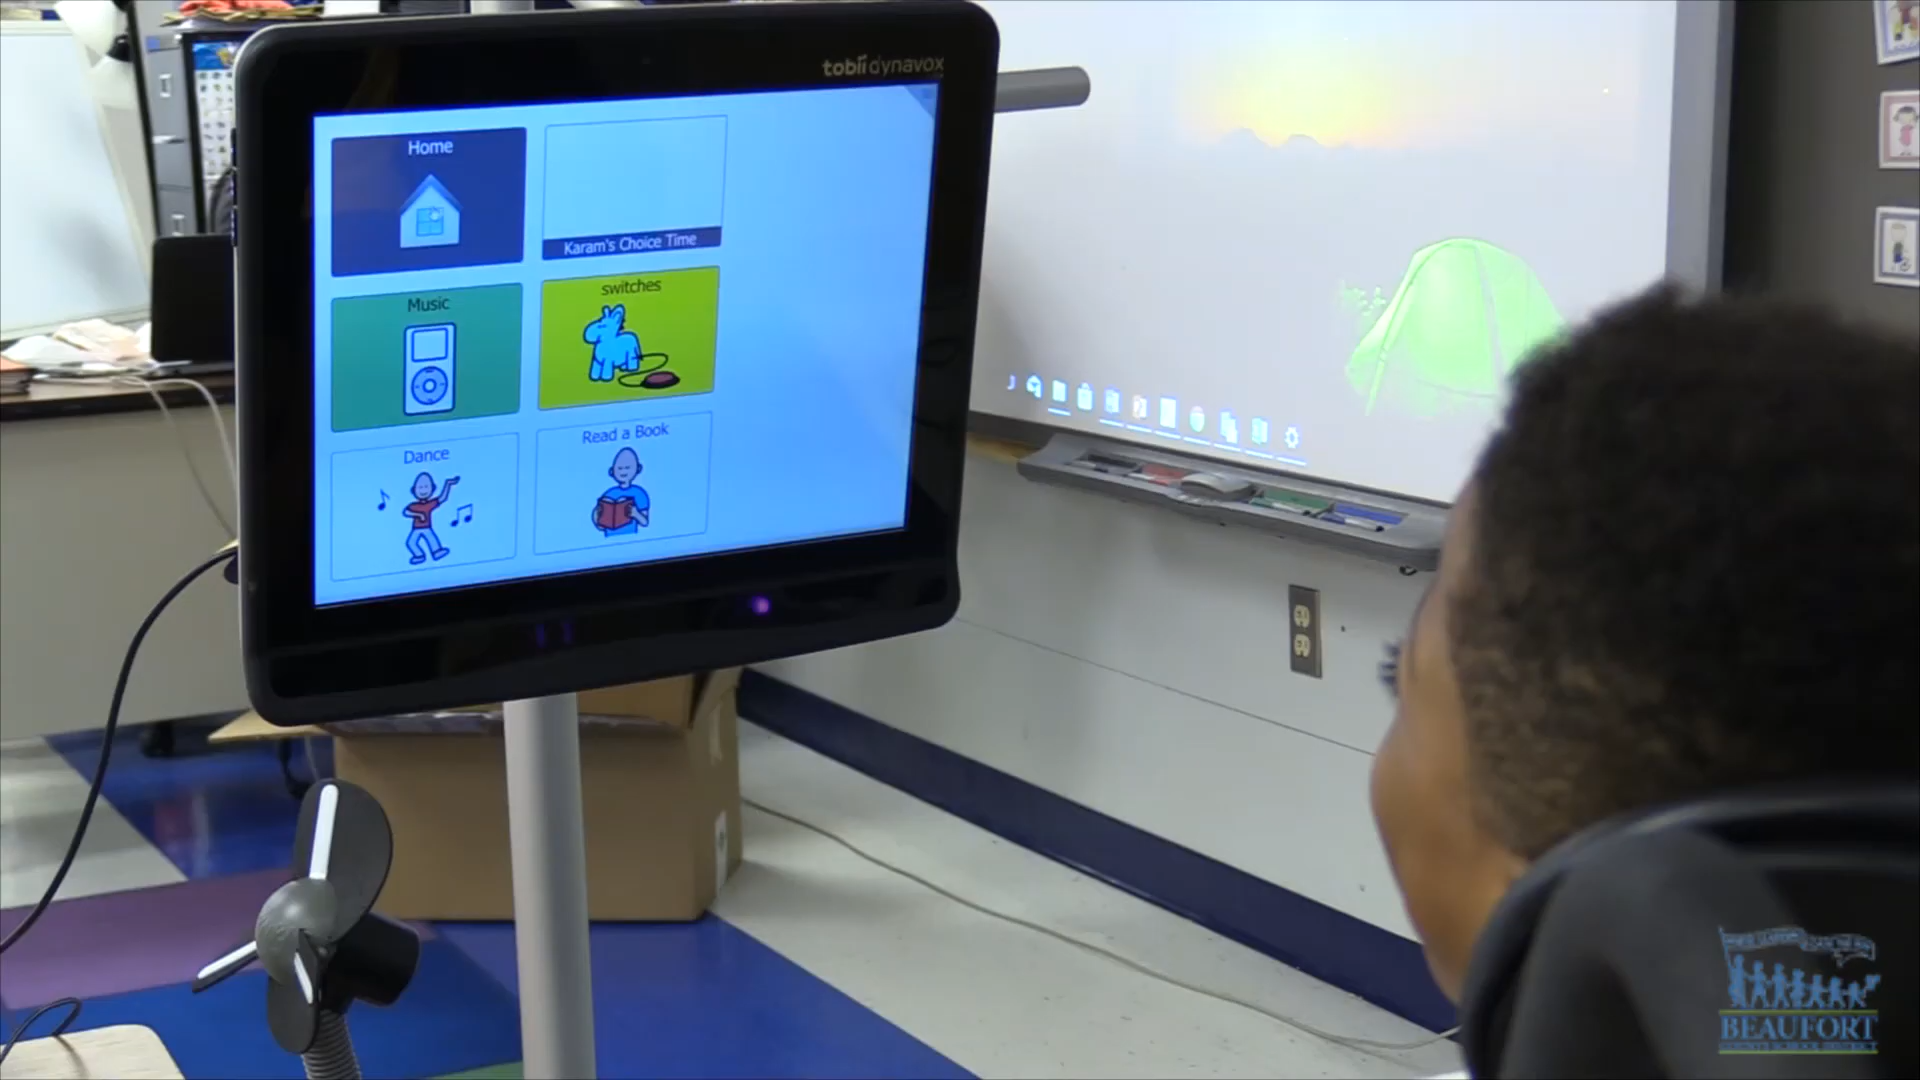 tobii dynavox
Home
Karam's Choice Time
Music
switches
Dance
Read a Book
BEAUFORT